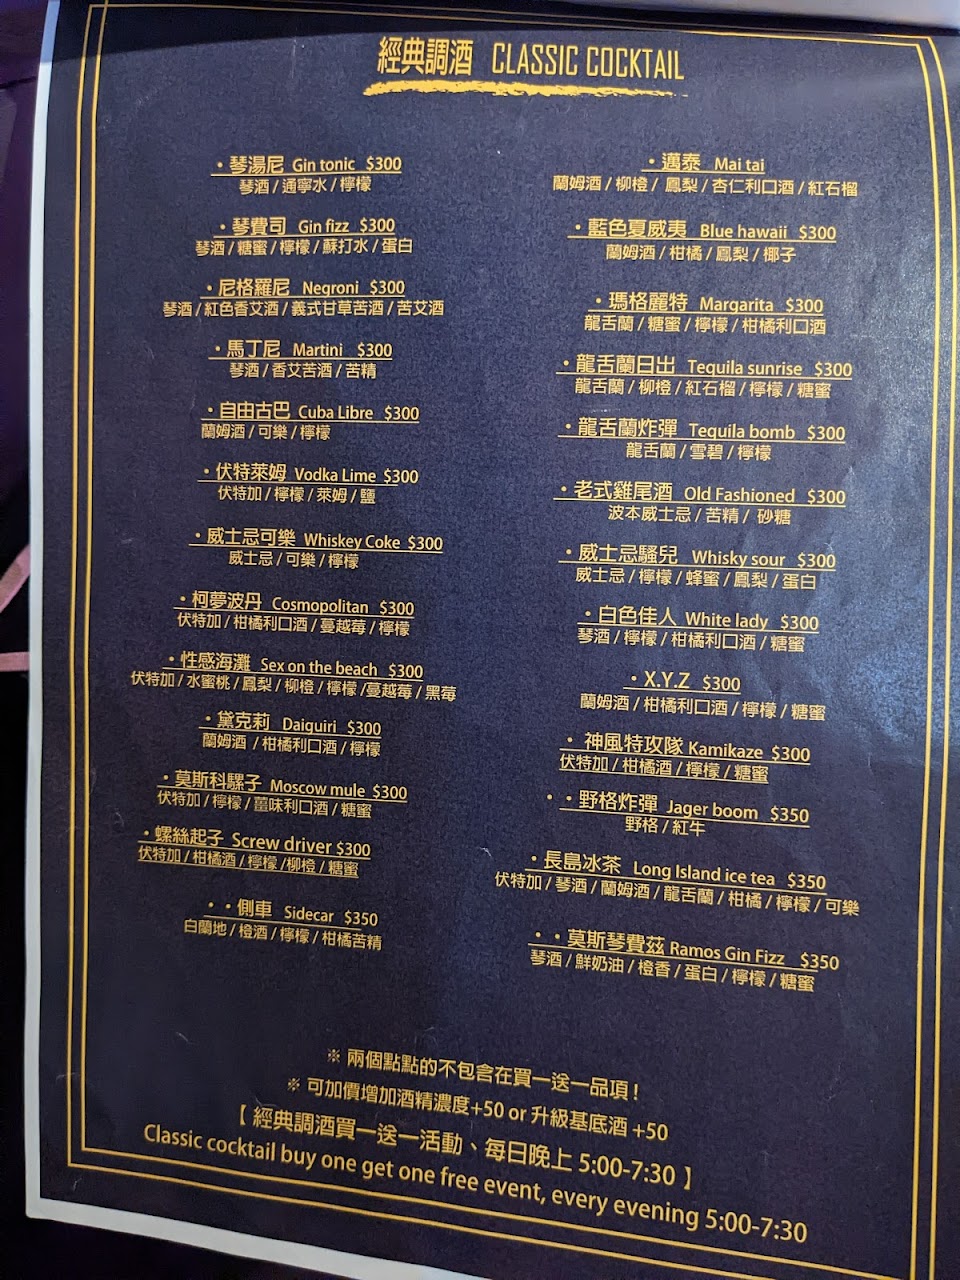 經典調酒 CLASSIC COCKTAIL
・琴湯尼 Gin tonic $300
琴酒/通寧水/檸檬
・琴費司 Gin fizz $300
琴酒/糖蜜/檸檬/蘇打水/蛋白
・尼格羅尼 Negroni $300
琴酒/紅色香艾酒/義式甘草苦酒/苦艾酒
・馬丁尼 Martini $300
琴酒/香艾苦酒/苦精
・自由古巴 Cuba Libre $300
蘭姆酒/可樂/檸檬
・伏特萊姆 Vodka Lime $300
伏特加/檸檬/萊姆/鹽
・威士忌可樂 Whiskey Coke $300
威士忌/可樂/檸檬
・柯夢波丹 Cosmopolitan $300
伏特加/柑橘利口酒/蔓越莓/檸檬
・性感海灘 Sex on the beach $300
伏特加/水蜜桃/鳳梨/柳橙/檸檬/蔓越莓/黑莓
・黛克莉 Daiquiri $300
蘭姆酒/柑橘利口酒/檸檬
・莫斯科騾子 Moscow mule $300
伏特加/檸檬/薑味利口酒/糖蜜
・螺絲起子 Screw driver $300
伏特加/柑橘酒/檸檬/柳橙/糖蜜
・・側車 Sidecar $350
白蘭地/橙酒/檸檬/柑橘苦精
・邁泰 Mai tai
蘭姆酒/柳橙/鳳梨/杏仁利口酒/紅石榴
・藍色夏威夷 Blue hawaii $300
蘭姆酒/柑橘/鳳梨/椰子
・瑪格麗特 Margarita $300
龍舌蘭/糖蜜/檸檬/柑橘利口酒
・龍舌蘭日出 Tequila sunrise $300
龍舌蘭/柳橙/紅石榴/檸檬/糖蜜
・龍舌蘭炸彈 Tequila bomb $300
龍舌蘭/雪碧/檸檬
・老式雞尾酒 Old Fashioned $300
波本威士忌/苦精/ 砂糖
・威士忌騷兒 Whisky sour $300
威士忌/檸檬/蜂蜜/鳳梨/蛋白
・白色佳人 White lady $300
琴酒/檸檬/柑橘利口酒/糖蜜
・X.Y.Z $300
蘭姆酒/柑橘利口酒/檸檬/糖蜜
・神風特攻隊 Kamikaze $300
伏特加/柑橘酒/檸檬/糖蜜
・・野格炸彈 Jager boom $350
野格/紅牛
・長島冰茶 Long Island ice tea $350
伏特加/琴酒/蘭姆酒/龍舌蘭/柑橘/檸檬/可樂
・・莫斯琴費茲 Ramos Gin Fizz $350
琴酒/鮮奶油/橙香/蛋白/檸檬/糖蜜
※ 兩個點點的不包含在買一送一品項！
※ 可加價增加酒精濃度+50 or 升級基底酒 +50
【 經典調酒買一送一活動、每日晚上 5:00-7:30 】
Classic cocktail buy one get one free event, every evening 5:00-7:30